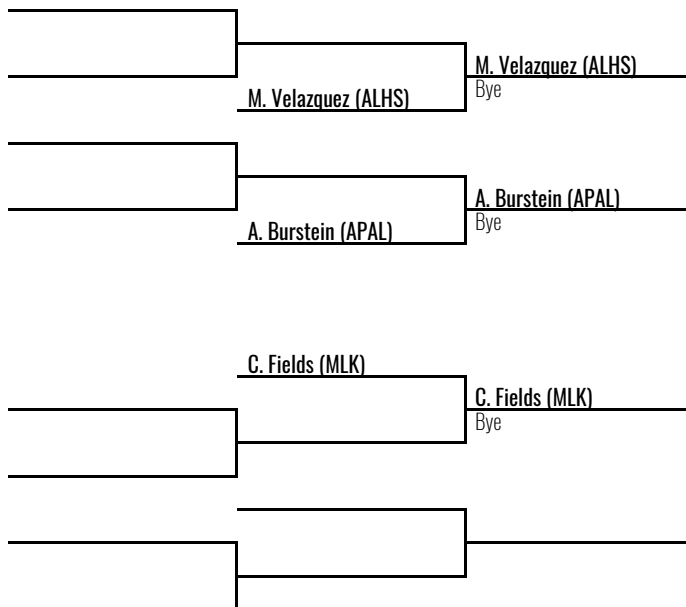 M. Velazquez (ALHS)
Bye
M. Velazquez (ALHS)
A. Burstein (APAL)
Bye
A. Burstein (APAL)
C. Fields (MLK)
C. Fields (MLK)
Bye